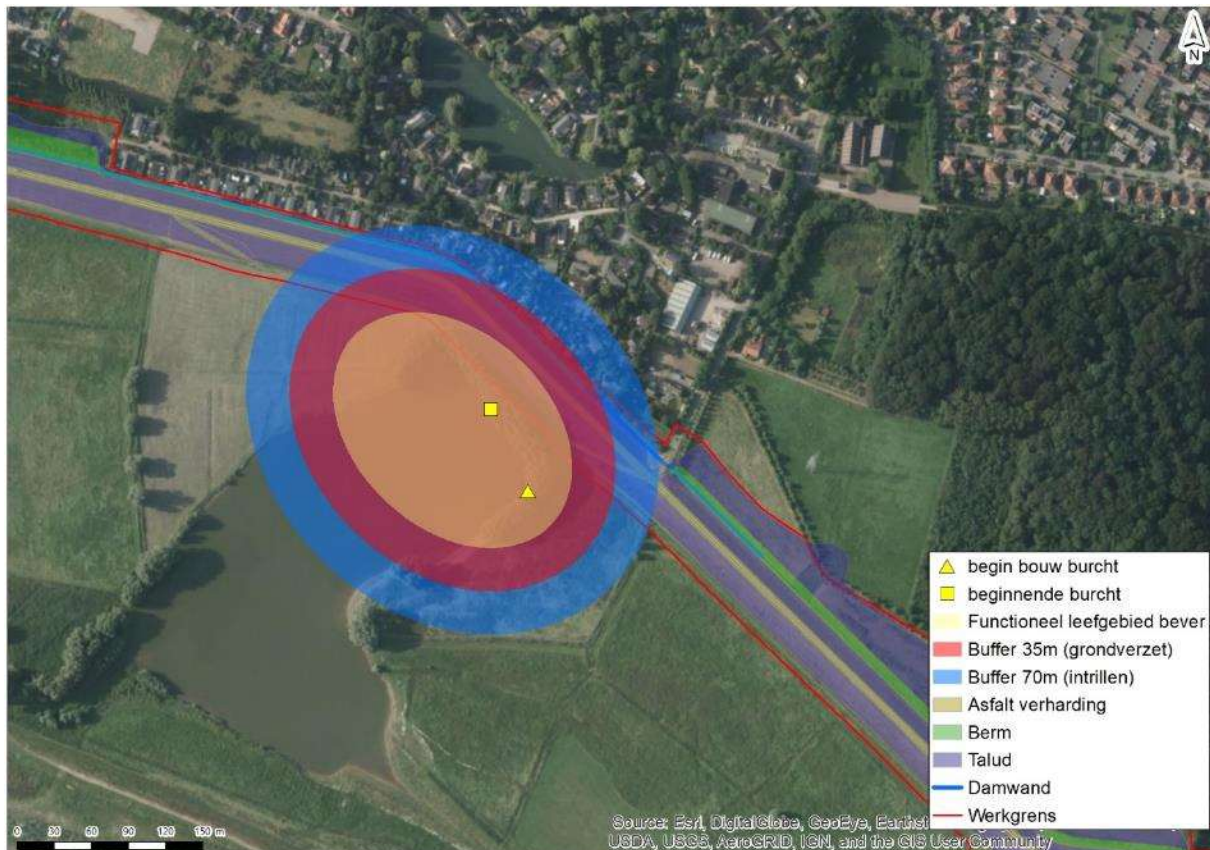 N
begin bouw burcht
beginnende burcht
Functioneel leefgebied bever
Buffer 35m (grondverzet)
Buffer 70m (intrillen)
Asfalt verharding
Berm
Talud
Damwand
Werkgrens
0 30 60 90 120 150 m
Source: Esri, DigitalGlobe, GeoEye, Earthst
USDA, USGS, AeroGRID, IGN, and the GIS User Community